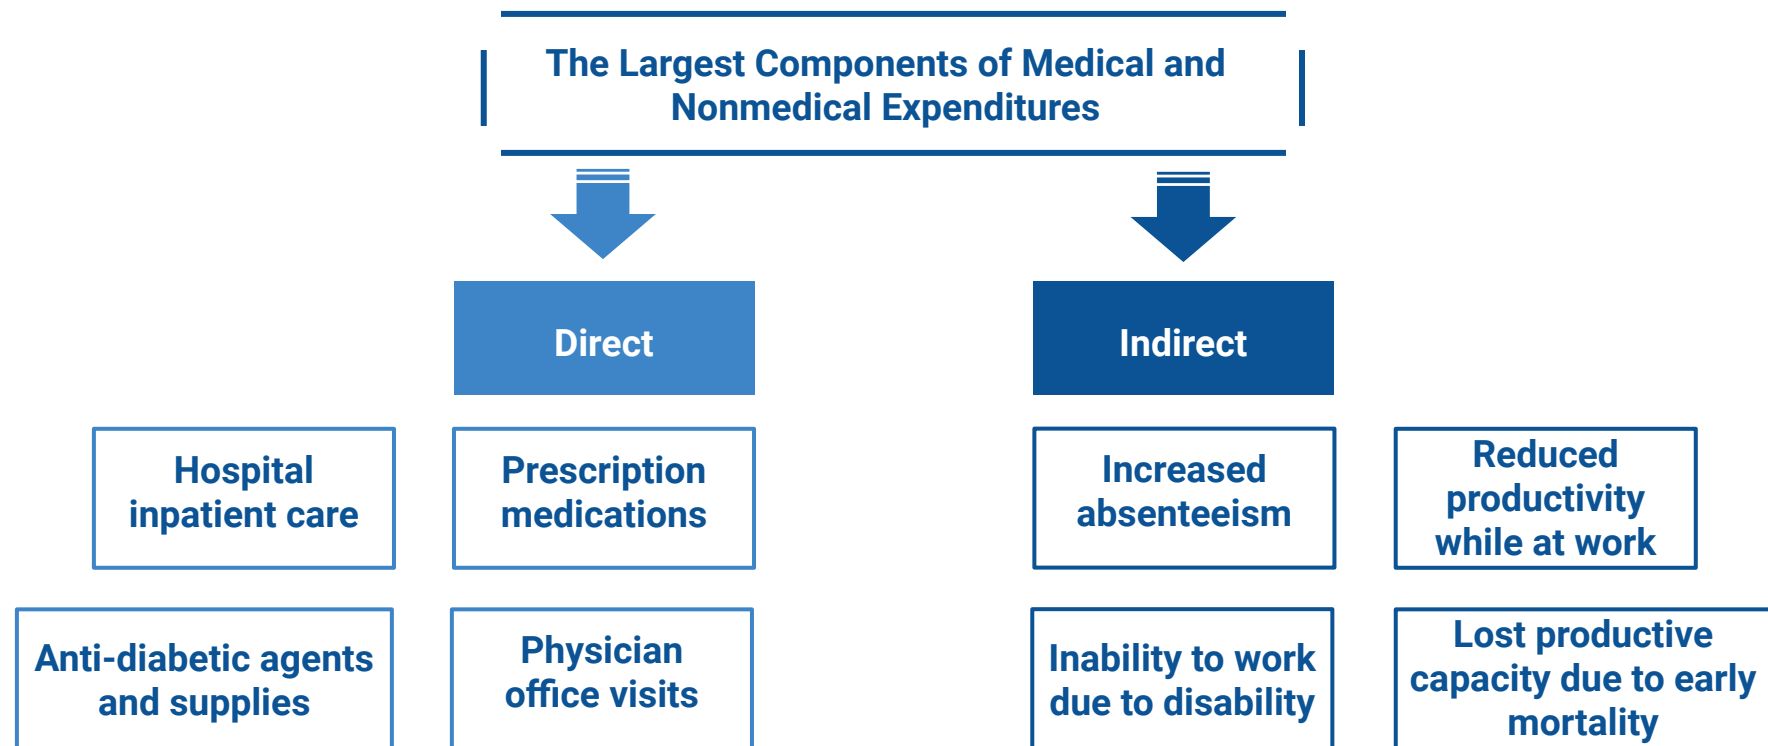 The Largest Components of Medical and
Nonmedical Expenditures
Direct
Indirect
Hospital
inpatient care
Prescription
medications
Increased
absenteeism
Reduced
productivity
while at work
Anti-diabetic agents
and supplies
Physician
office visits
Inability to work
due to disability
Lost productive
capacity due to early
mortality